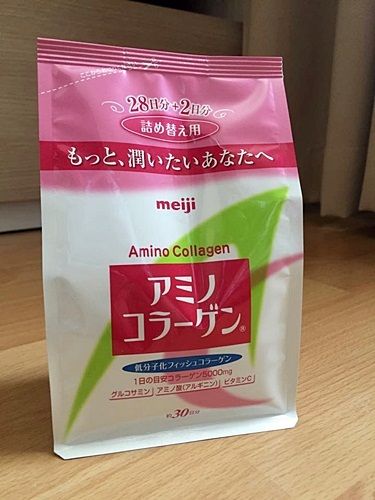 28日分+2日分
詰め替え用
もっと、潤いたいあなたへ
meiji
Amino Collagen
アミノ
コラーゲン®
低分子化フィッシュコラーゲン
1日の目安コラーゲン5000mg
グルコサミン アミノ酸(アルギニン) ビタミンC
約30日分